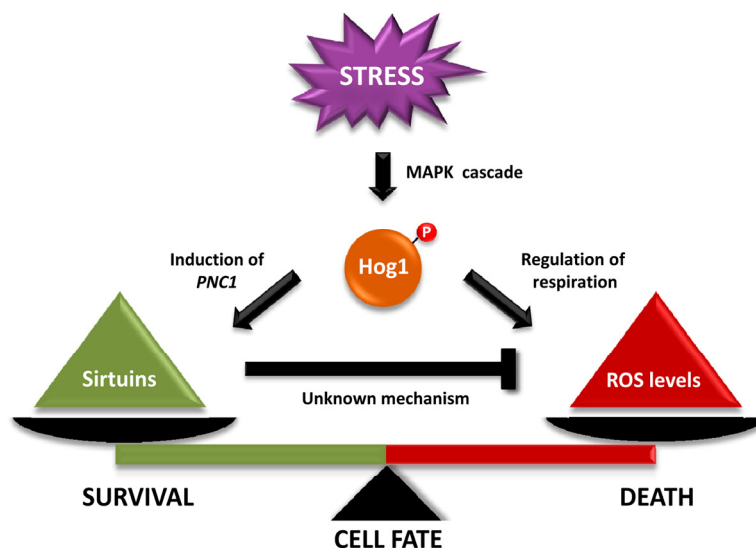 STRESS
MAPK cascade
P
Hog1
Induction of
PNC1
Regulation of
respiration
Sirtuins
ROS levels
Unknown mechanism
SURVIVAL
DEATH
CELL FATE